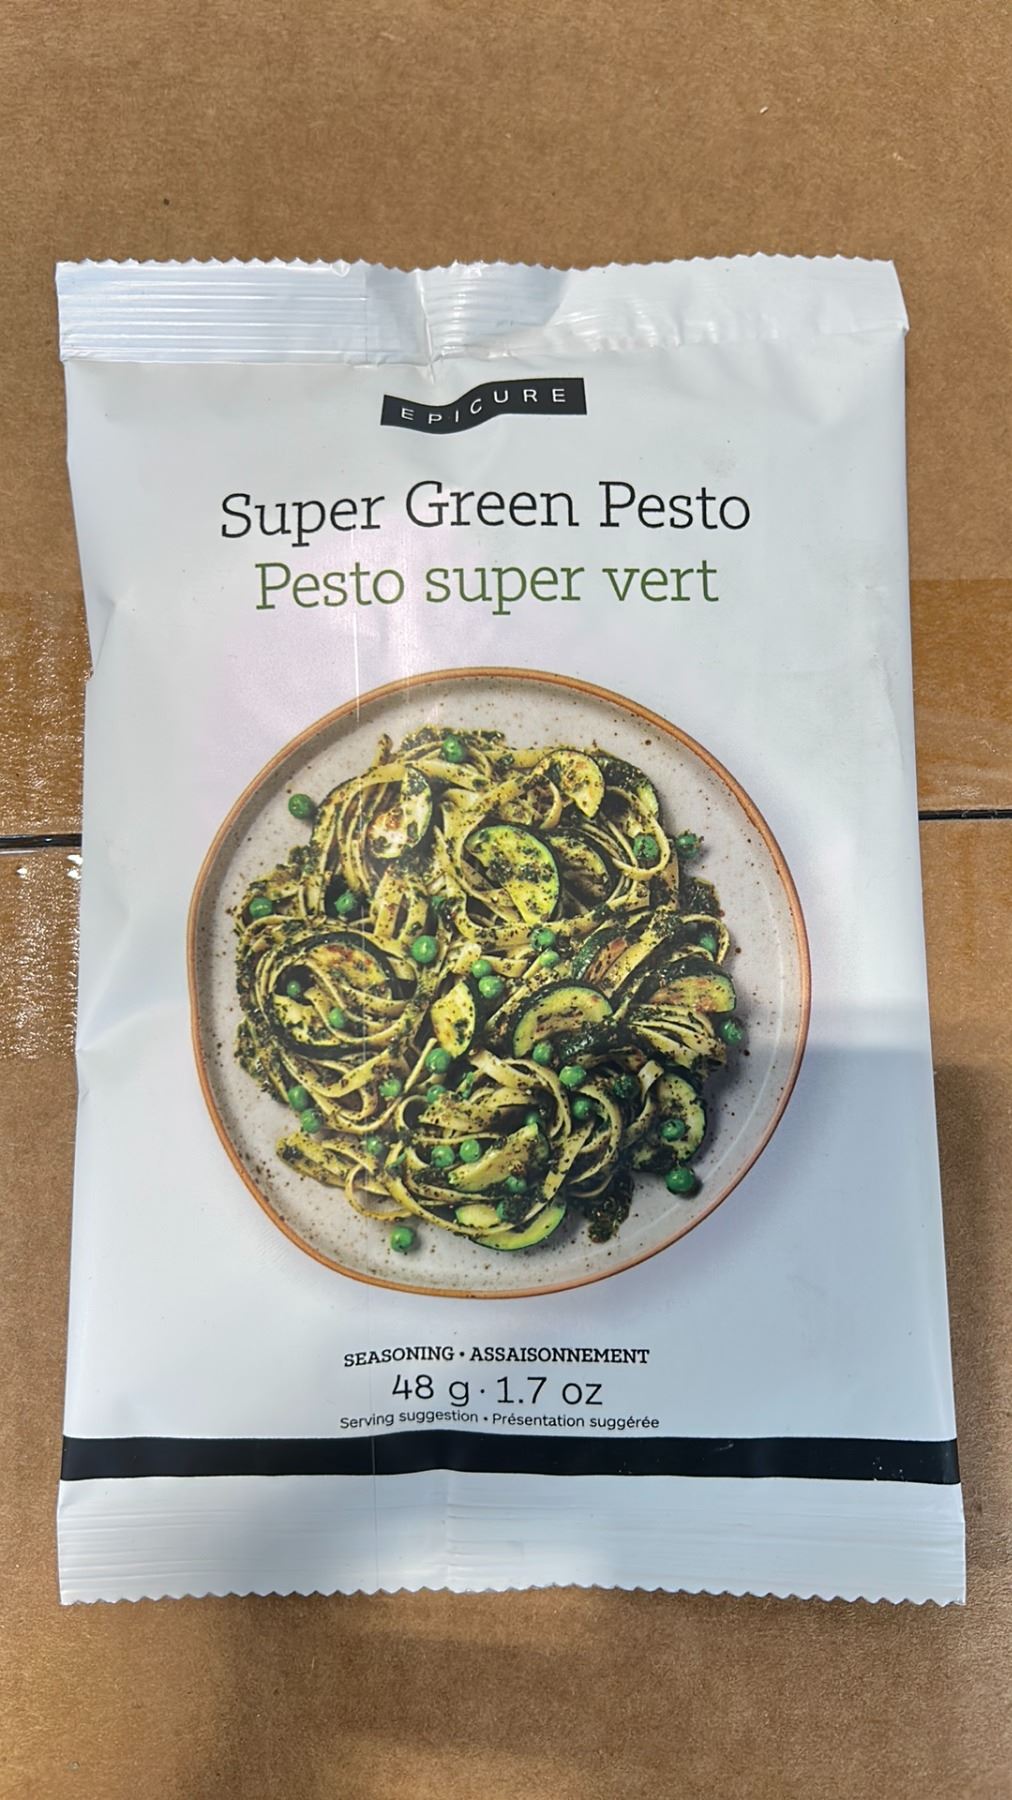 EPICURE
Super Green Pesto
Pesto super vert
SEASONING • ASSAISONNEMENT
48 g · 1.7 oz
Serving suggestion • Présentation suggérée